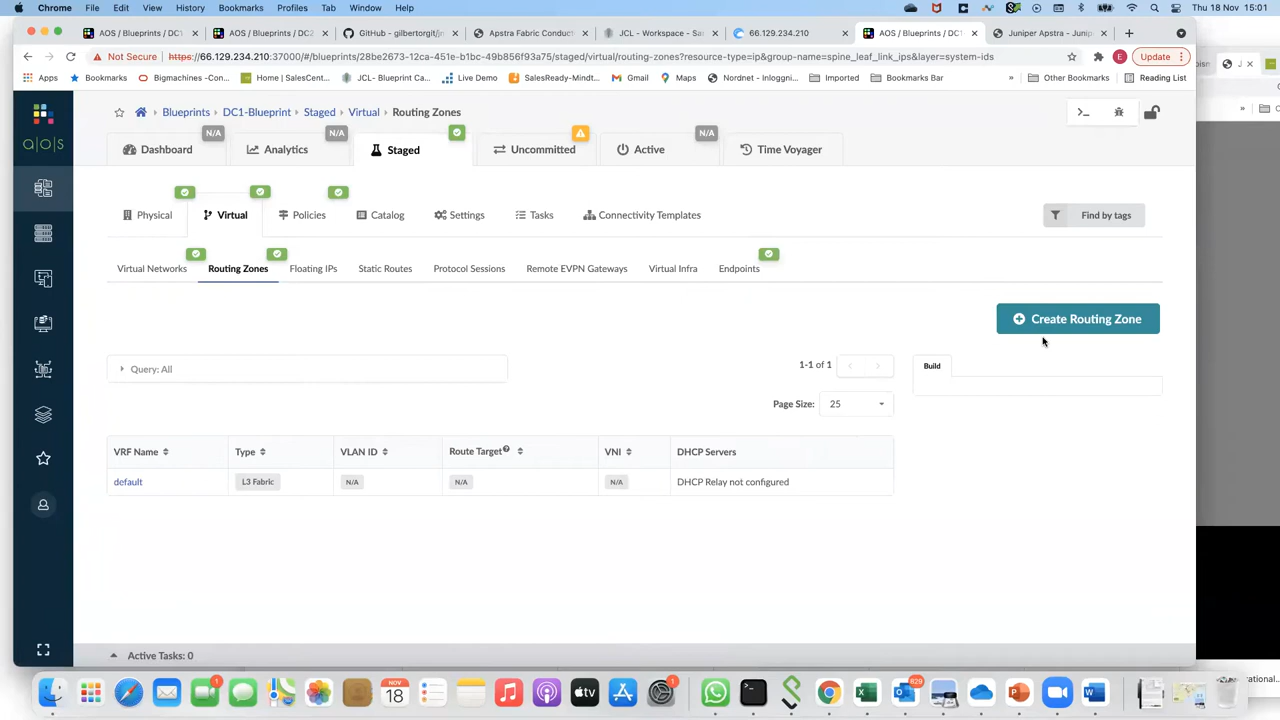 Chrome File Edit View History Bookmarks Profiles Tab Window Help
Thu 18 Nov 15:01
AOS / Blueprints / DC1
AOS / Blueprints / DC2
GitHub - gilbertorgit/j
Apstra Fabric Conduct
JCL - Workspace - Sa
66.129.234.210
AOS / Blueprints / DC1
Juniper Apstra - Junip
Not Secure https://66.129.234.210:37000/#/blueprints/28be2673-12ca-451e-b1bc-49b856f93a75/staged/virtual/routing-zones?resource-type=ip&group-name=spine_leaf_link_ips&layer=system-ids
E Update
Apps Bookmarks Bigmachines -Con... Home | SalesCent... JCL- Blueprint Ca... Live Demo SalesReady-Mindt... Gmail Maps Nordnet - Inloggni... Imported Bookmarks Bar » Other Bookmarks Reading List
a|o|s
Blueprints DC1-Blueprint Staged Virtual Routing Zones
N/A N/A N/A
Dashboard Analytics Staged Uncommitted Active Time Voyager
Physical Virtual Policies Catalog Settings Tasks Connectivity Templates Find by tags
Virtual Networks Routing Zones Floating IPs Static Routes Protocol Sessions Remote EVPN Gateways Virtual Infra Endpoints
Create Routing Zone
Query: All
1-1 of 1
Build
Page Size: 25
VRF Name Type VLAN ID Route Target VNI DHCP Servers
default L3 Fabric N/A N/A N/A DHCP Relay not configured
Active Tasks: 0
NOV
18
1
1
829